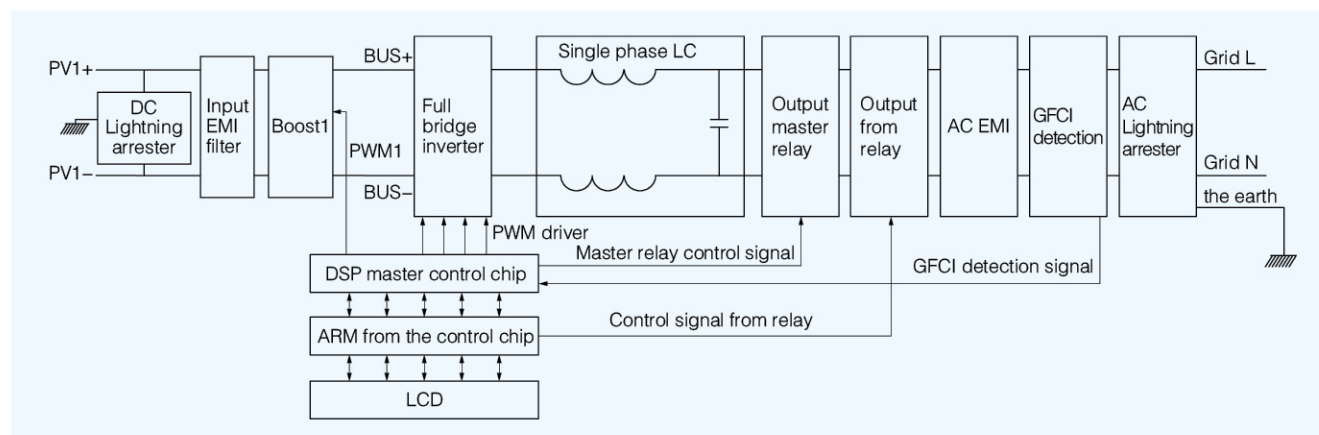 PV1+
PV1−
DC
Lightning
arrester
Input
EMI
filter
Boost1
BUS+
PWM1
BUS−
Full
bridge
inverter
PWM driver
Single phase LC
Output
master
relay
Output
from
relay
AC EMI
GFCI
detection
AC
Lightning
arrester
Grid L
Grid N
the earth
Master relay control signal
GFCI detection signal
DSP master control chip
Control signal from relay
ARM from the control chip
LCD